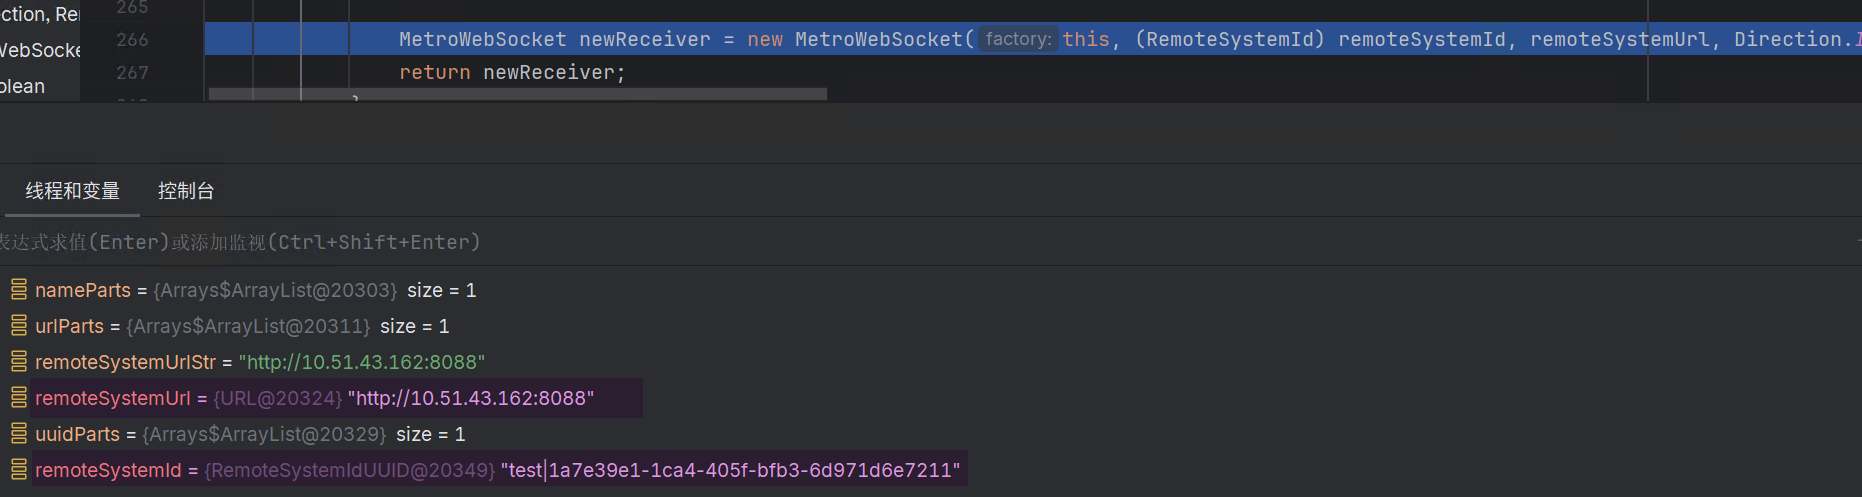 265
ection, Re
266 MetroWebSocket newReceiver = new MetroWebSocket( factory: this, (RemoteSystemId) remoteSystemId, remoteSystemUrl, Direction.
WebSocke
267 return newReceiver;
olean
}
线程和变量 控制台
表达式求值(Enter)或添加监视(Ctrl+Shift+Enter)
nameParts = {Arrays$ArrayList@20303} size = 1
urlParts = {Arrays$ArrayList@20311} size = 1
remoteSystemUrlStr = "http://10.51.43.162:8088"
remoteSystemUrl = {URL@20324} "http://10.51.43.162:8088"
uuidParts = {Arrays$ArrayList@20329} size = 1
remoteSystemId = {RemoteSystemIdUUID@20349} "test|1a7e39e1-1ca4-405f-bfb3-6d971d6e7211"